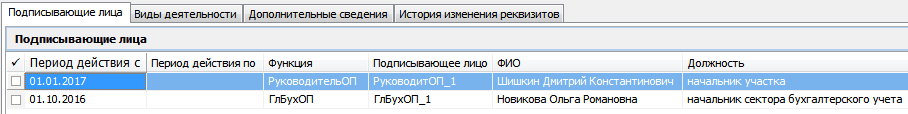 Подписывающие лица Виды деятельности Дополнительные сведения История изменения реквизитов
Подписывающие лица
✓ Период действия с Период действия по Функция Подписывающее лицо ФИО Должность
01.01.2017 РуководительОП РуководитОП_1 Шишкин Дмитрий Константинович начальник участка
01.10.2016 ГлБухОП ГлБухОП_1 Новикова Ольга Романовна начальник сектора бухгалтерского учета